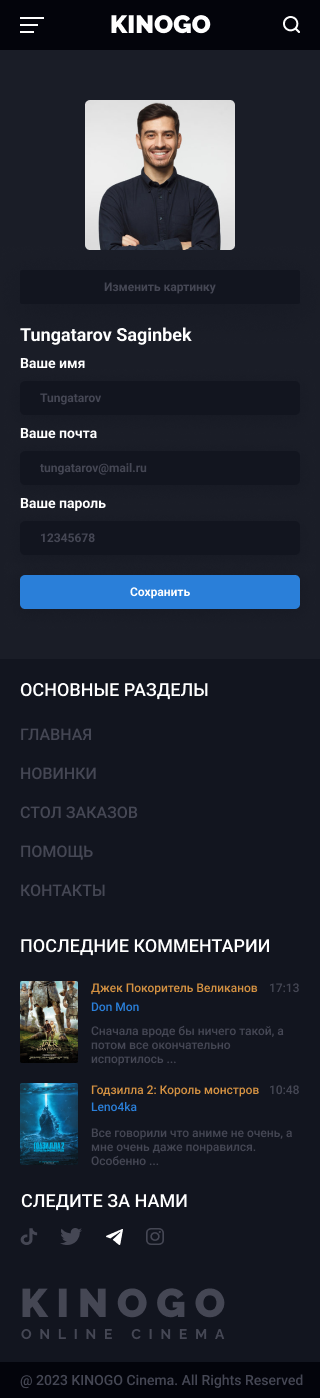 KINOGO
Изменить картинку
Tungatarov Saginbek
Ваше имя
Tungatarov
Ваше почта
tungatarov@mail.ru
Ваше пароль
12345678
Сохранить
ОСНОВНЫЕ РАЗДЕЛЫ
ГЛАВНАЯ
НОВИНКИ
СТОЛ ЗАКАЗОВ
ПОМОЩЬ
КОНТАКТЫ
ПОСЛЕДНИЕ КОММЕНТАРИИ
Джек Покоритель Великанов 17:13
Don Mon
Сначала вроде бы ничего такой, а
потом все окончательно
испортилось ...
Годзилла 2: Король монстров 10:48
Leno4ka
Все говорили что аниме не очень, а
мне очень даже понравился.
Особенно ...
СЛЕДИТЕ ЗА НАМИ
KINOGO
ONLINE CINEMA
@ 2023 KINOGO Cinema. All Rights Reserved